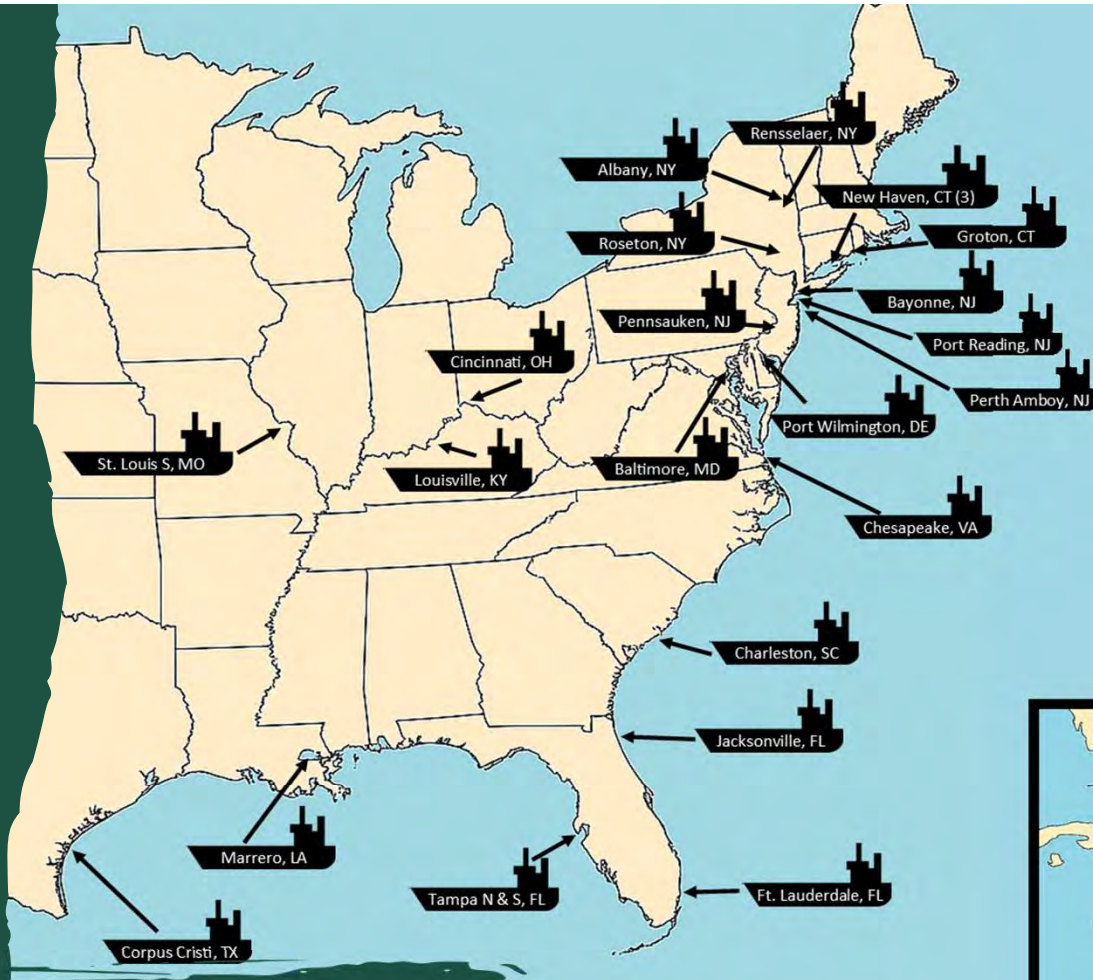 Rensselaer, NY
Albany, NY
New Haven, CT (3)
Roseton, NY
Groton, CT
Bayonne, NJ
Pennsauken, NJ
Port Reading, NJ
Cincinnati, OH
Perth Amboy, NJ
Port Wilmington, DE
St. Louis S, MO
Baltimore, MD
Louisville, KY
Chesapeake, VA
Charleston, SC
Jacksonville, FL
Marrero, LA
Tampa N & S, FL
Ft. Lauderdale, FL
Corpus Cristi, TX